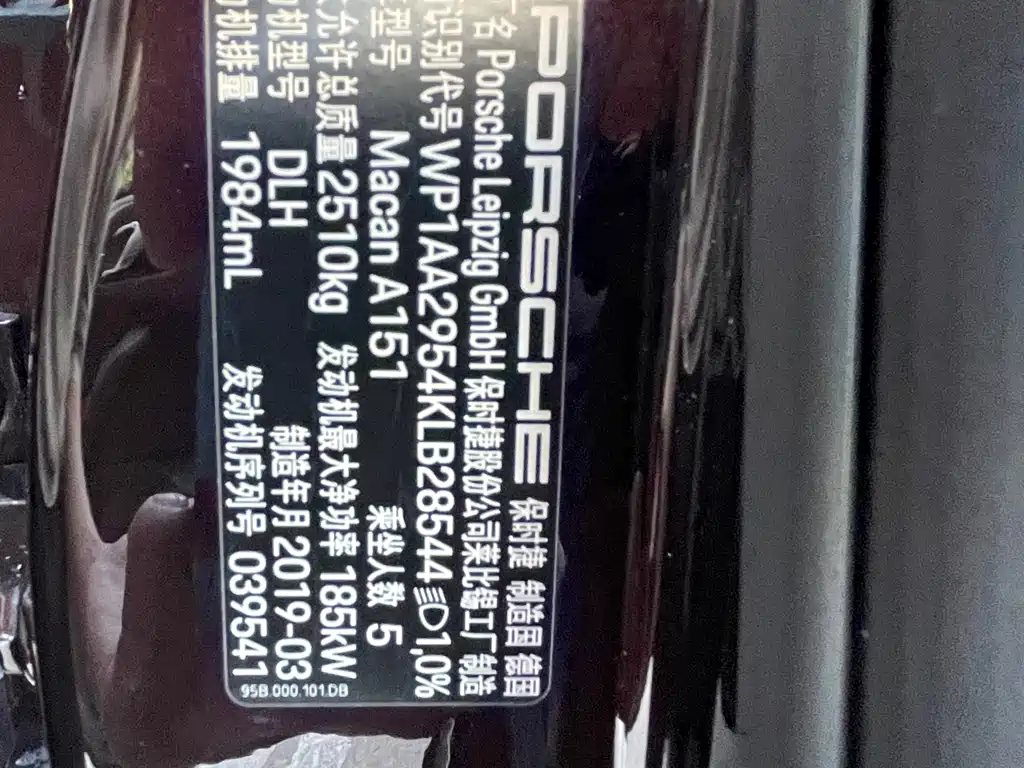 PORSCHE 保时捷 制造国 德国
厂名 Porsche Leipzig GmbH 保时捷股份公司莱比锡工厂 制造
识别代号 WP1AA2954KLB28544 1,0%
型号 Macan A151 乘坐人数 5
允许总质量 2510kg 发动机最大净功率 185kW
机型号 DLH 制造年月 2019-03
机排量 1984mL 发动机序列号 039541
95B.000.101.DB